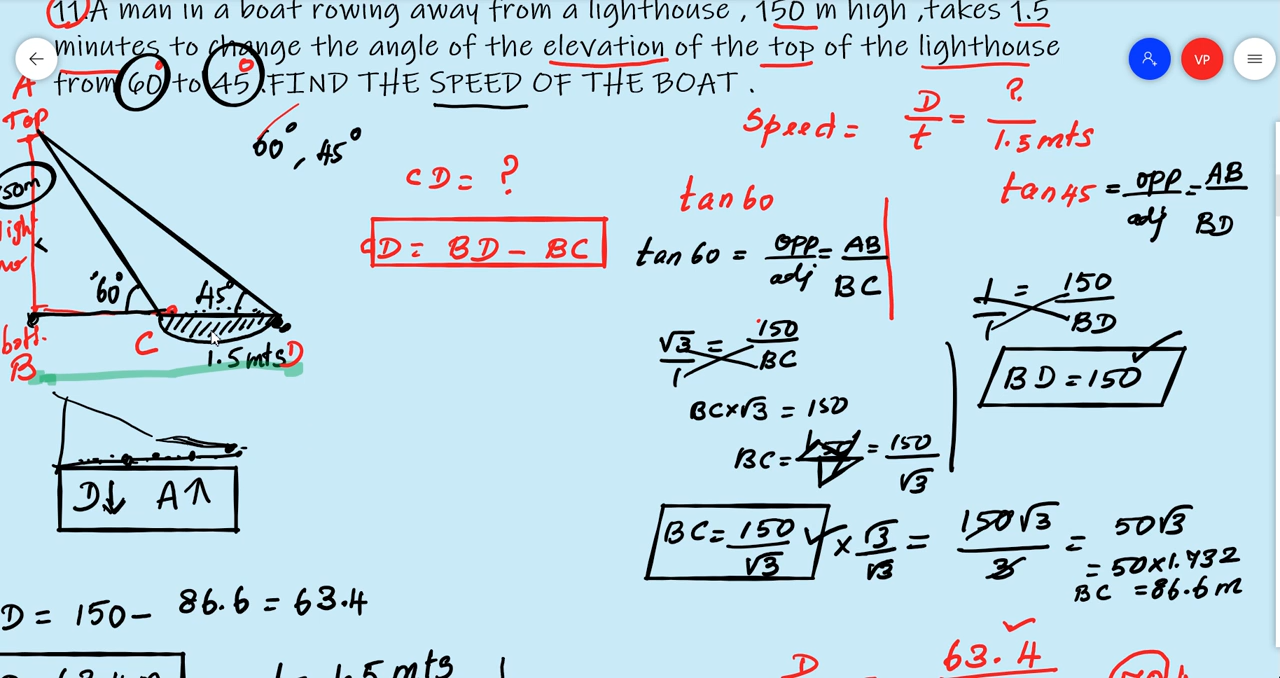 11. A man in a boat rowing away from a lighthouse , 150 m high ,takes 1.5
minutes to change the angle of the elevation of the top of the lighthouse
from 60° to 45°.FIND THE SPEED OF THE BOAT .
VP
A
Top
50m
ligh
B
60°
C
45°
1.5 mts
D
D↓ A↑
60°, 45°
CD = ?
CD = BD - BC
Speed = D/t = ?/1.5 mts
tan 60
tan 60 = opp/adj = AB/BC
√3/1 = 150/BC
BC×√3 = 150
BC = = 150/√3
BC = 150/√3 × √3/√3 = 150√3/3 = 50√3
= 50×1.732
BC = 86.6 m
tan 45 = opp/adj = AB/BD
1/1 = 150/BD
BD = 150
D = 150 - 86.6 = 63.4
D
63.4